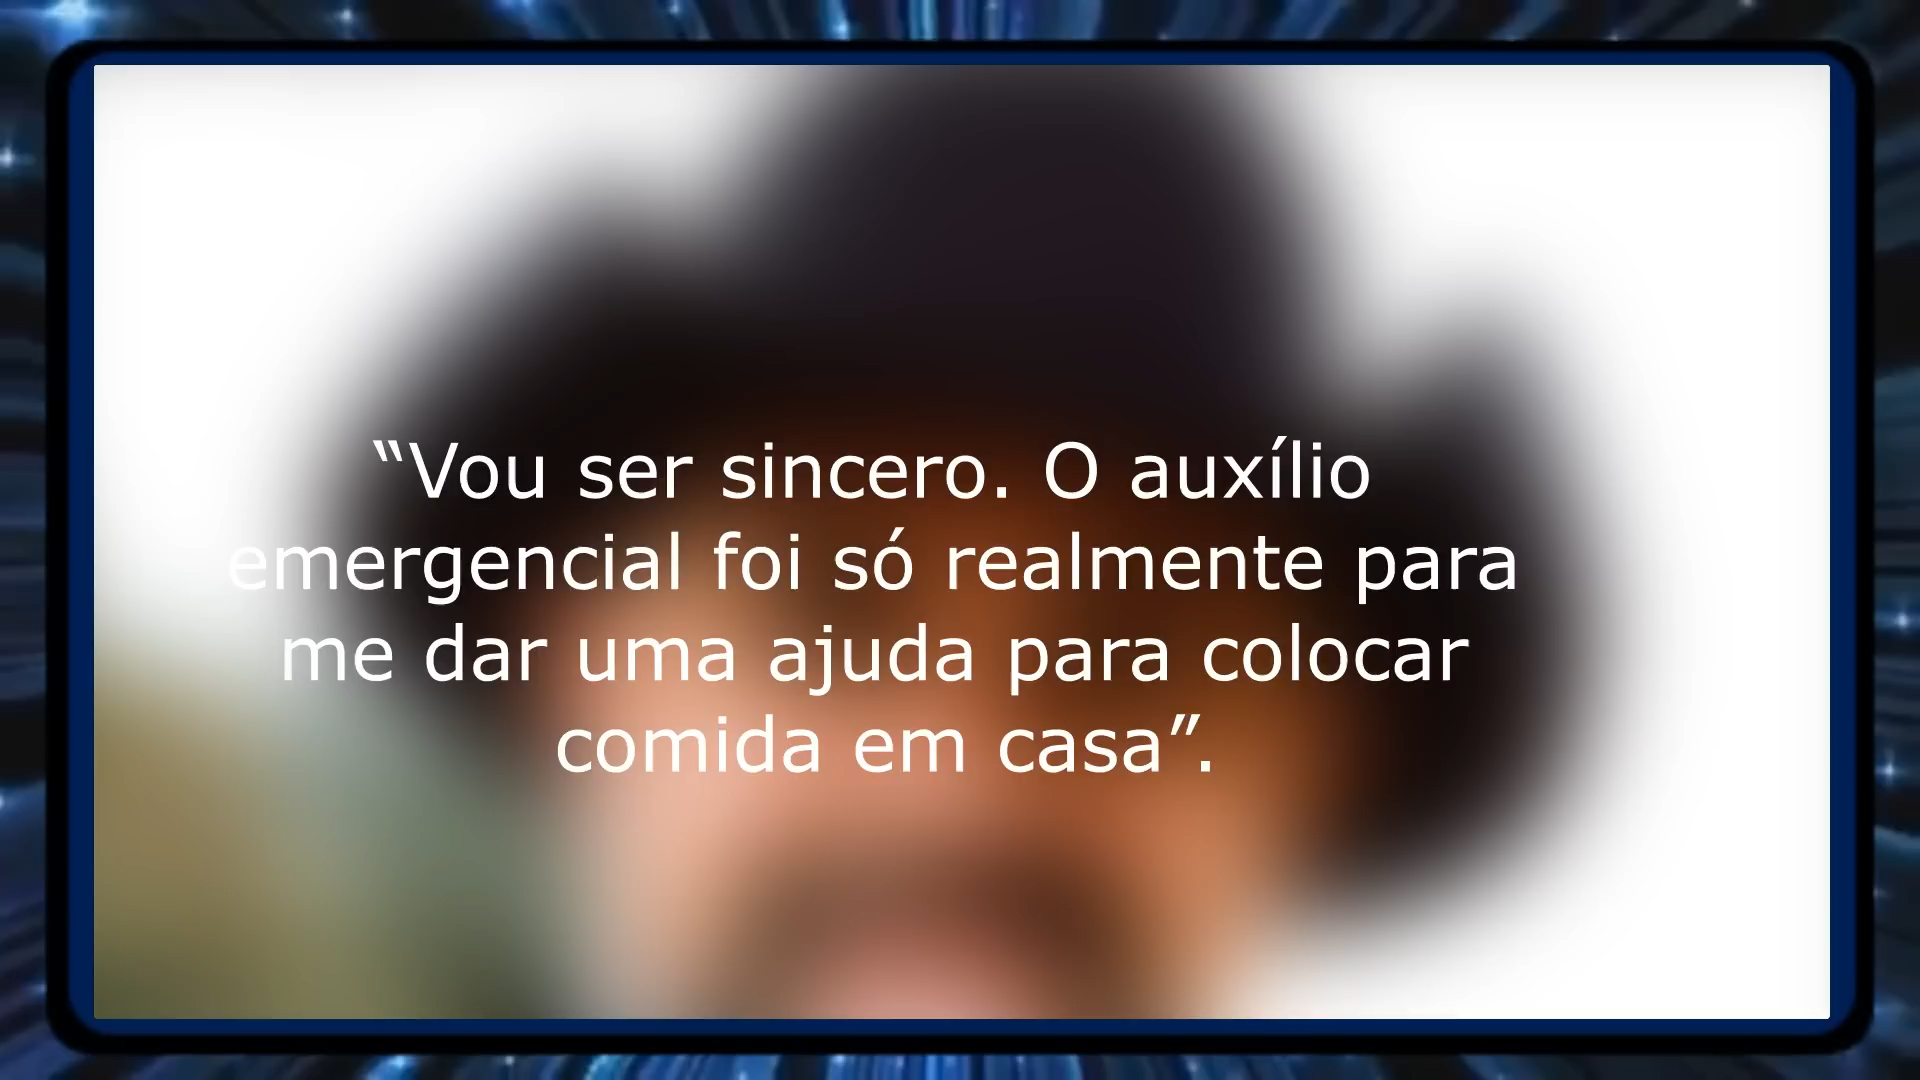 “Vou ser sincero. O auxílio
emergencial foi só realmente para
me dar uma ajuda para colocar
comida em casa”.